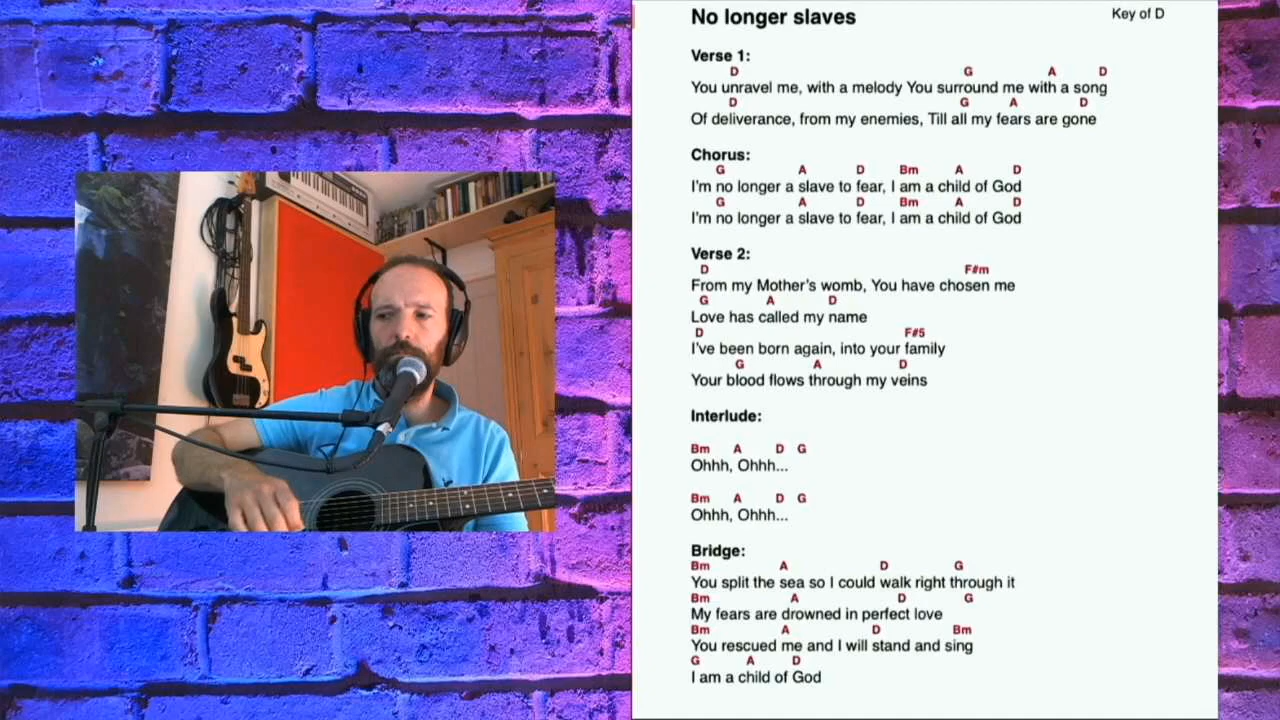 No longer slaves
Key of D
Verse 1:
D G A D
You unravel me, with a melody You surround me with a song
D G A D
Of deliverance, from my enemies, Till all my fears are gone
Chorus:
G A D Bm A D
I'm no longer a slave to fear, I am a child of God
G A D Bm A D
I'm no longer a slave to fear, I am a child of God
Verse 2:
D F#m
From my Mother's womb, You have chosen me
G A D
Love has called my name
D F#5
I've been born again, into your family
G A D
Your blood flows through my veins
Interlude:
Bm A D G
Ohhh, Ohhh...
Bm A D G
Ohhh, Ohhh...
Bridge:
Bm A D G
You split the sea so I could walk right through it
Bm A D G
My fears are drowned in perfect love
Bm A D Bm
You rescued me and I will stand and sing
G A D
I am a child of God